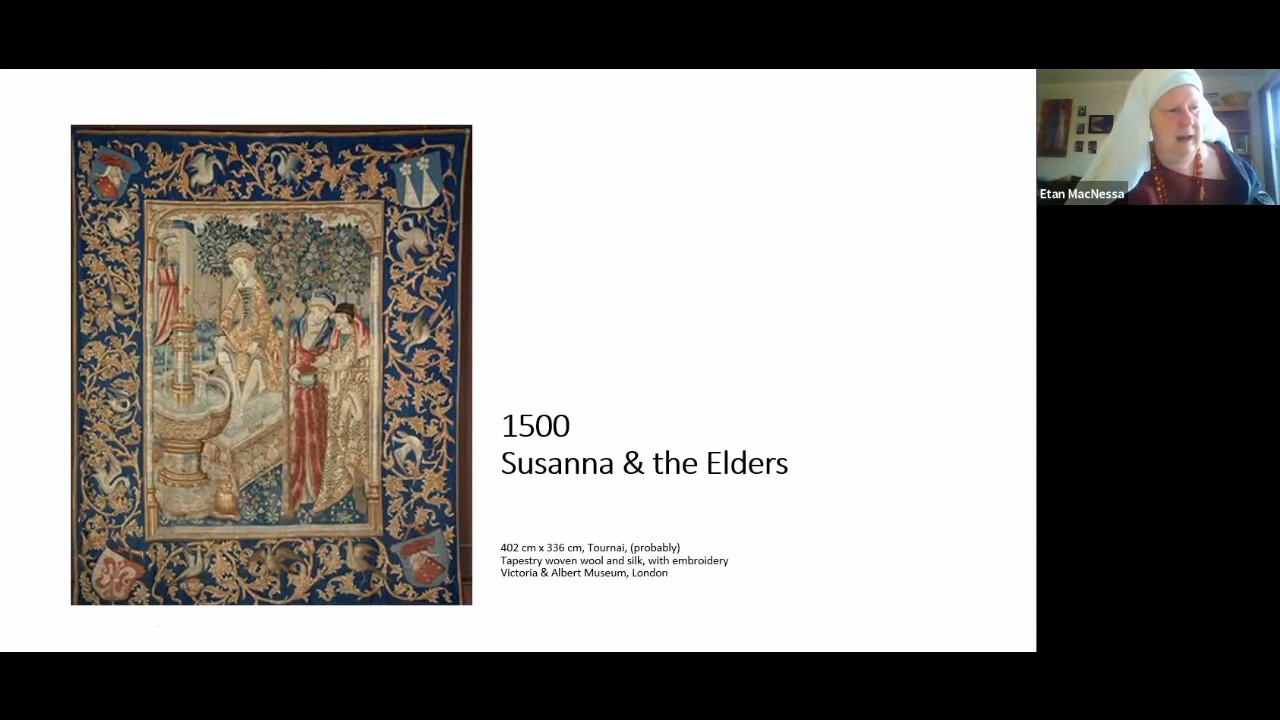 1500
Susanna & the Elders
402 cm x 336 cm, Tournai, (probably)
Tapestry woven wool and silk, with embroidery
Victoria & Albert Museum, London
Etan MacNessa